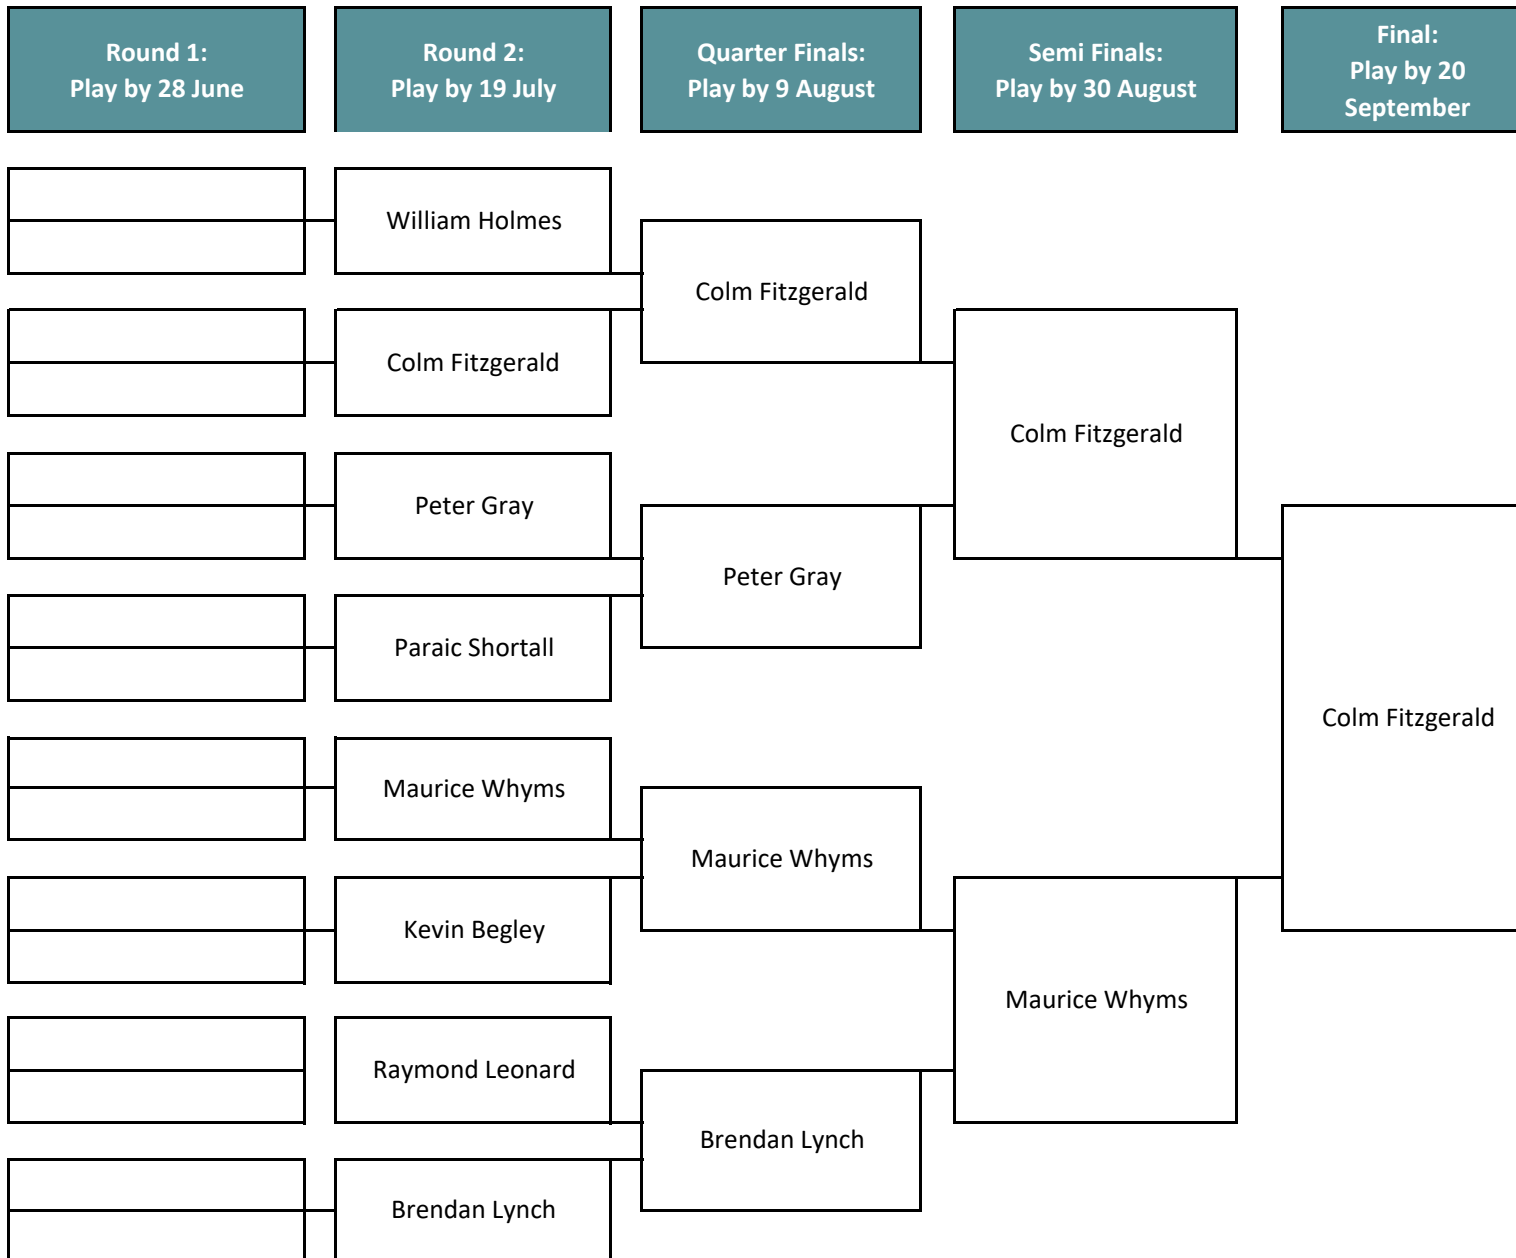 Round 1:
Play by 28 June
Round 2:
Play by 19 July
Quarter Finals:
Play by 9 August
Semi Finals:
Play by 30 August
Final:
Play by 20
September
William Holmes
Colm Fitzgerald
Peter Gray
Paraic Shortall
Maurice Whyms
Kevin Begley
Raymond Leonard
Brendan Lynch
Colm Fitzgerald
Peter Gray
Maurice Whyms
Brendan Lynch
Colm Fitzgerald
Maurice Whyms
Colm Fitzgerald